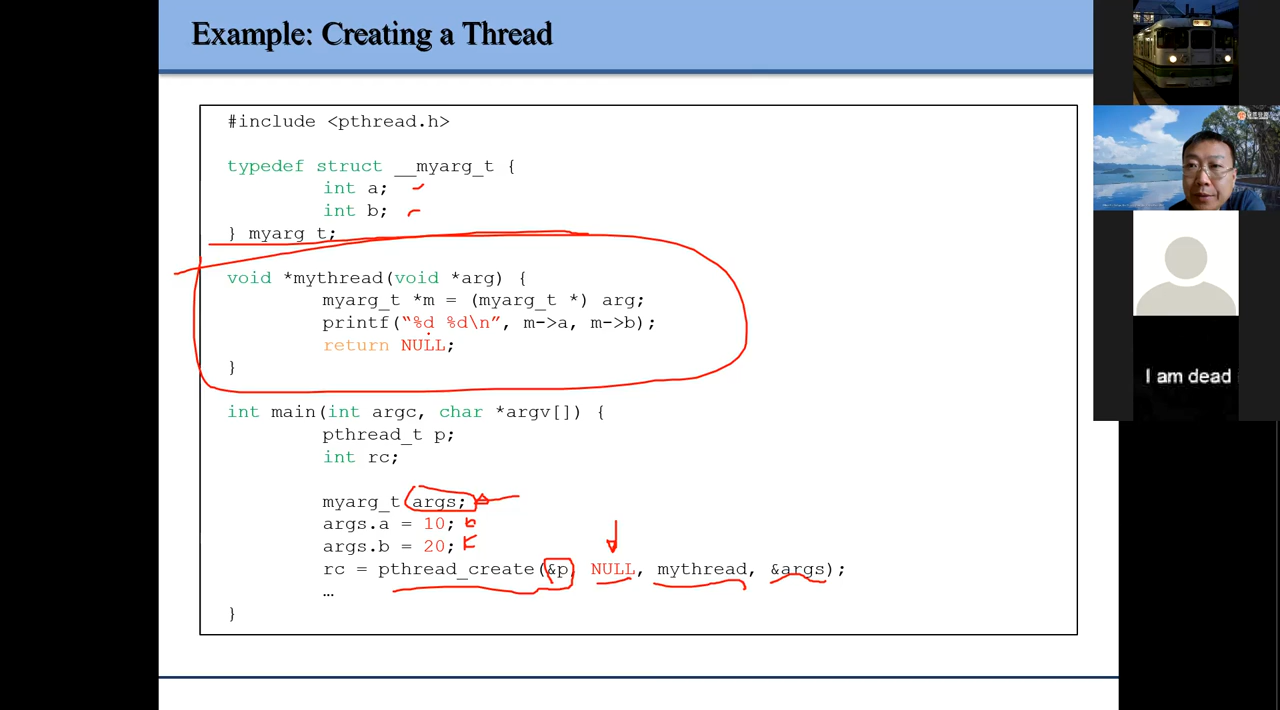 Example: Creating a Thread
#include <pthread.h>
typedef struct __myarg_t {
int a;
int b;
} myarg t;
void *mythread(void *arg) {
myarg_t *m = (myarg_t *) arg;
printf(“%d %d\n”, m->a, m->b);
return NULL;
}
int main(int argc, char *argv[]) {
pthread_t p;
int rc;
myarg_t args;
args.a = 10;
args.b = 20;
rc = pthread_create(&p, NULL, mythread, &args);
…
}
I am dead